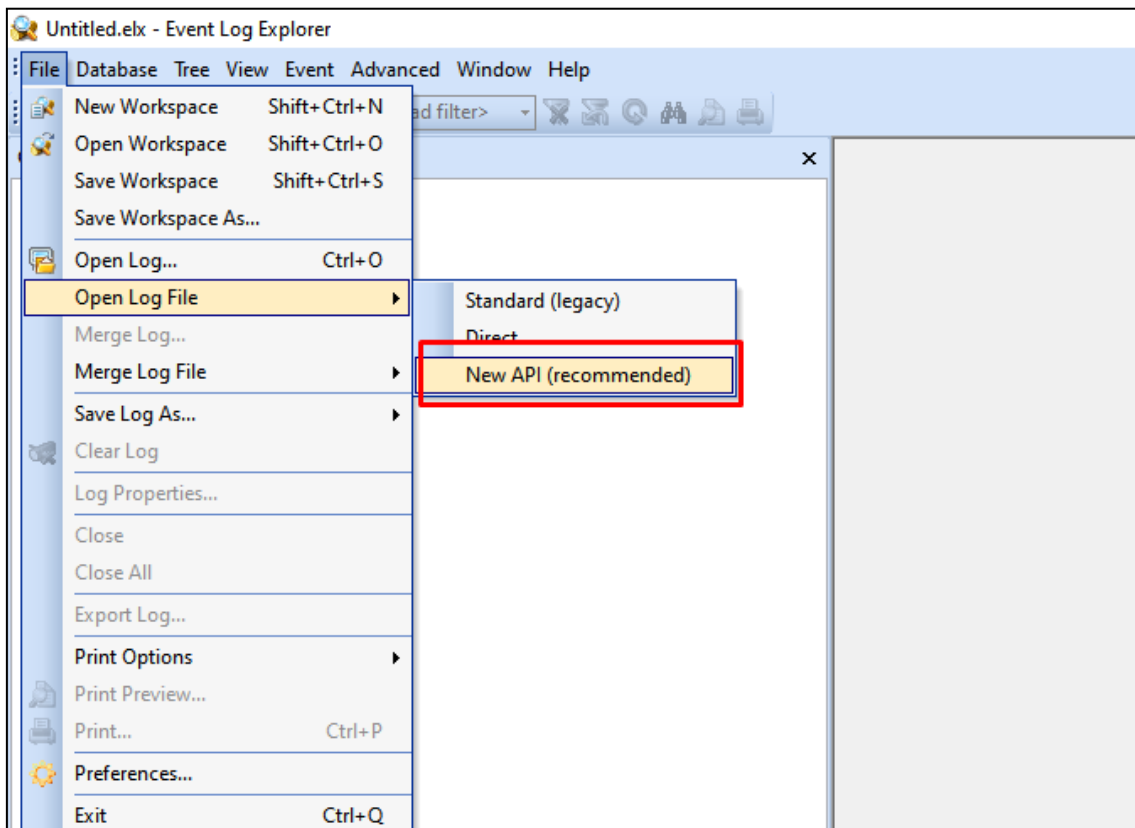 Untitled.elx - Event Log Explorer
File Database Tree View Event Advanced Window Help
New Workspace Shift+Ctrl+N
ad filter>
Open Workspace Shift+Ctrl+O
Save Workspace Shift+Ctrl+S
Save Workspace As...
Open Log... Ctrl+O
Open Log File
Standard (legacy)
Direct
New API (recommended)
Merge Log...
Merge Log File
Save Log As...
Clear Log
Log Properties...
Close
Close All
Export Log...
Print Options
Print Preview...
Print... Ctrl+P
Preferences...
Exit Ctrl+Q